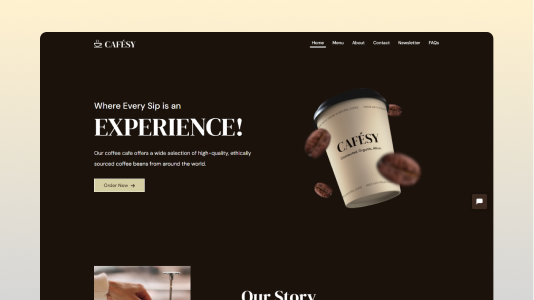 CAFÉSY
Home Menu About Contact Newsletter FAQs
Where Every Sip is an
EXPERIENCE!
Our coffee cafe offers a wide selection of high-quality, ethically
sourced coffee beans from around the world.
Order Now →
CAFÉSY
Our Story